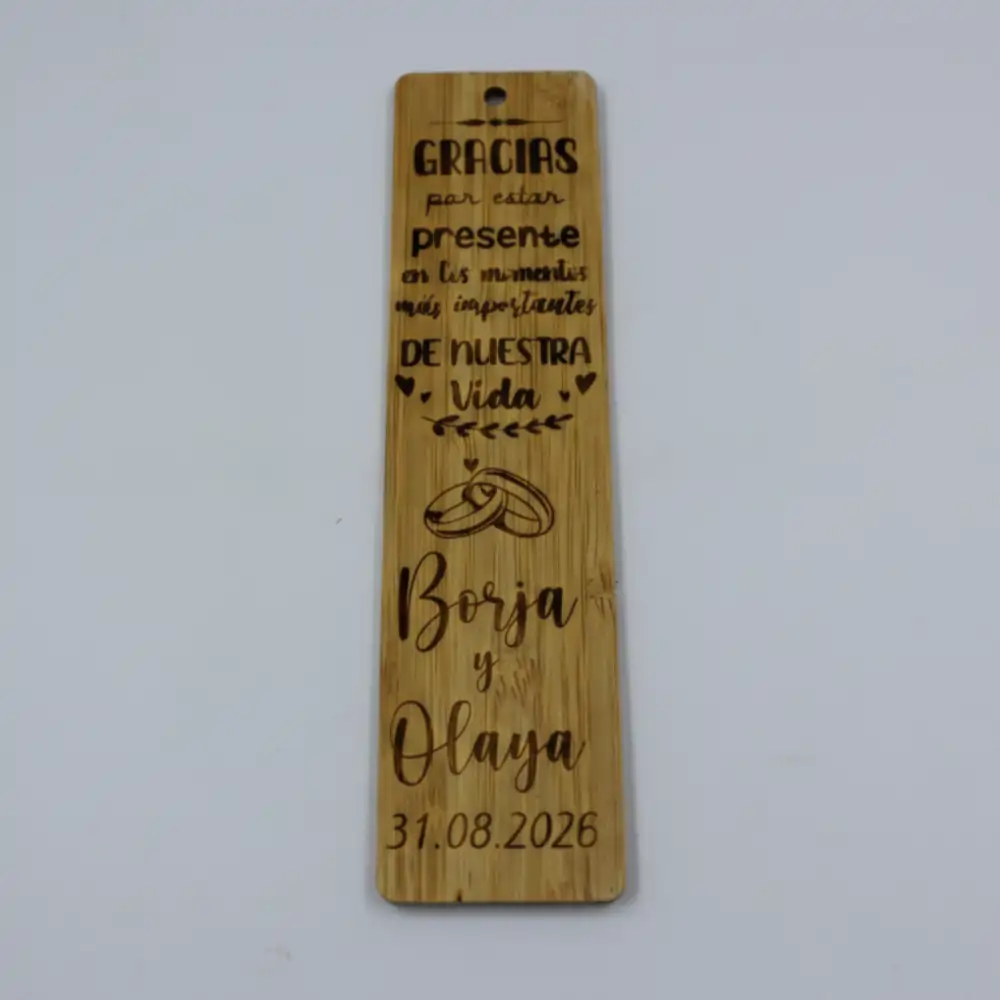 GRACIAS
por estar
presente
en los momentos
más importantes
DE NUESTRA
Vida
Borja
y
Olaya
31.08.2026